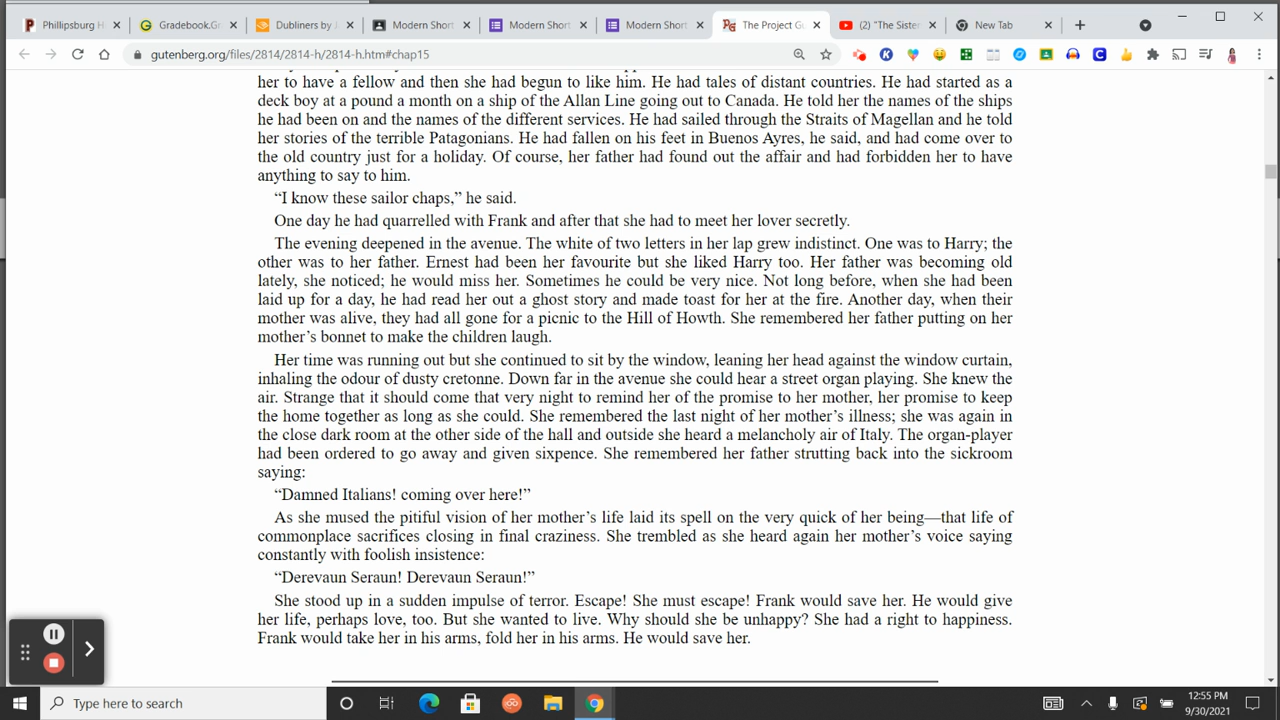 Phillipsburg H
Gradebook.G
Dubliners by J
Modern Short
Modern Short
Modern Short
The Project Gu
(2) "The Sister
New Tab
gutenberg.org/files/2814/2814-h/2814-h.htm#chap15
her to have a fellow and then she had begun to like him. He had tales of distant countries. He had started as a
deck boy at a pound a month on a ship of the Allan Line going out to Canada. He told her the names of the ships
he had been on and the names of the different services. He had sailed through the Straits of Magellan and he told
her stories of the terrible Patagonians. He had fallen on his feet in Buenos Ayres, he said, and had come over to
the old country just for a holiday. Of course, her father had found out the affair and had forbidden her to have
anything to say to him.
“I know these sailor chaps,” he said.
One day he had quarrelled with Frank and after that she had to meet her lover secretly.
The evening deepened in the avenue. The white of two letters in her lap grew indistinct. One was to Harry; the
other was to her father. Ernest had been her favourite but she liked Harry too. Her father was becoming old
lately, she noticed; he would miss her. Sometimes he could be very nice. Not long before, when she had been
laid up for a day, he had read her out a ghost story and made toast for her at the fire. Another day, when their
mother was alive, they had all gone for a picnic to the Hill of Howth. She remembered her father putting on her
mother’s bonnet to make the children laugh.
Her time was running out but she continued to sit by the window, leaning her head against the window curtain,
inhaling the odour of dusty cretonne. Down far in the avenue she could hear a street organ playing. She knew the
air. Strange that it should come that very night to remind her of the promise to her mother, her promise to keep
the home together as long as she could. She remembered the last night of her mother’s illness; she was again in
the close dark room at the other side of the hall and outside she heard a melancholy air of Italy. The organ-player
had been ordered to go away and given sixpence. She remembered her father strutting back into the sickroom
saying:
“Damned Italians! coming over here!”
As she mused the pitiful vision of her mother’s life laid its spell on the very quick of her being—that life of
commonplace sacrifices closing in final craziness. She trembled as she heard again her mother’s voice saying
constantly with foolish insistence:
“Derevaun Seraun! Derevaun Seraun!”
She stood up in a sudden impulse of terror. Escape! She must escape! Frank would save her. He would give
her life, perhaps love, too. But she wanted to live. Why should she be unhappy? She had a right to happiness.
Frank would take her in his arms, fold her in his arms. He would save her.
Type here to search
12:55 PM
9/30/2021